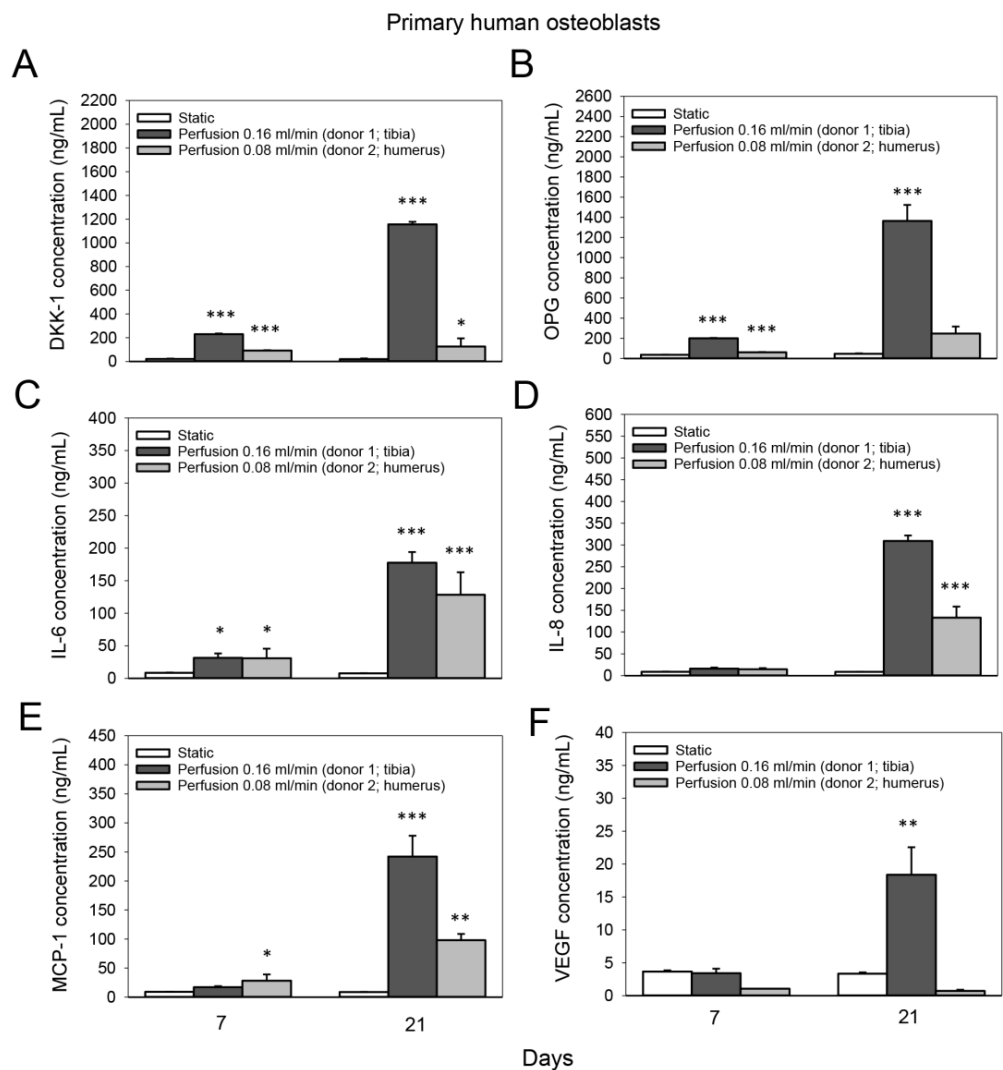 Primary human osteoblasts
A
DKK-1 concentration (ng/mL)
2200
2000
1800
1600
1400
1200
1000
800
600
400
200
0
Static
Perfusion 0.16 ml/min (donor 1; tibia)
Perfusion 0.08 ml/min (donor 2; humerus)
***
***
***
*
B
OPG concentration (ng/mL)
2600
2400
2200
2000
1800
1600
1400
1200
1000
800
600
400
200
0
Static
Perfusion 0.16 ml/min (donor 1; tibia)
Perfusion 0.08 ml/min (donor 2; humerus)
***
***
***
C
IL-6 concentration (ng/mL)
400
350
300
250
200
150
100
50
0
Static
Perfusion 0.16 ml/min (donor 1; tibia)
Perfusion 0.08 ml/min (donor 2; humerus)
*
*
***
***
D
IL-8 concentration (ng/mL)
600
550
500
450
400
350
300
250
200
150
100
50
0
Static
Perfusion 0.16 ml/min (donor 1; tibia)
Perfusion 0.08 ml/min (donor 2; humerus)
***
***
E
MCP-1 concentration (ng/mL)
450
400
350
300
250
200
150
100
50
0
Static
Perfusion 0.16 ml/min (donor 1; tibia)
Perfusion 0.08 ml/min (donor 2; humerus)
*
***
**
7
21
F
VEGF concentration (ng/mL)
40
35
30
25
20
15
10
5
0
Static
Perfusion 0.16 ml/min (donor 1; tibia)
Perfusion 0.08 ml/min (donor 2; humerus)
**
7
21
Days